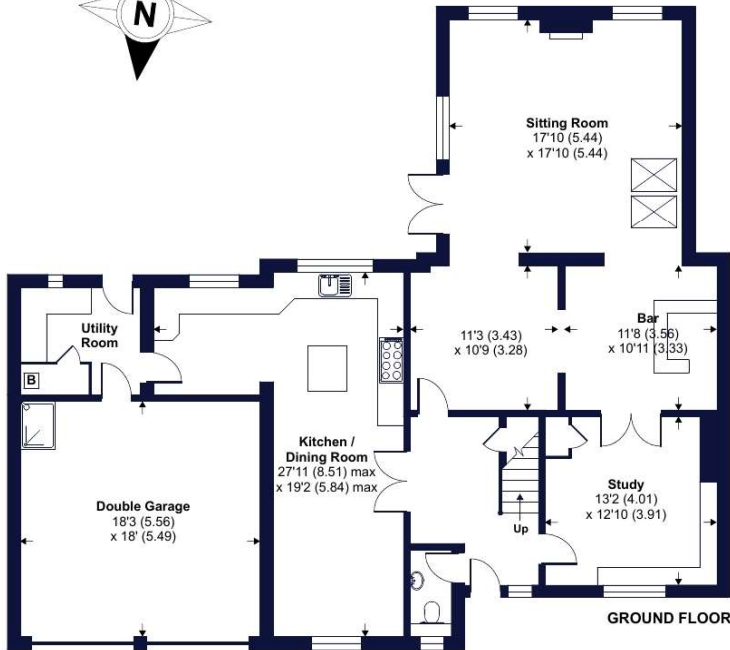 N
Sitting Room
17'10 (5.44)
x 17'10 (5.44)
Utility
Room
B
11'3 (3.43)
x 10'9 (3.28)
Bar
11'8 (3.56)
x 10'11 (3.33)
Kitchen /
Dining Room
27'11 (8.51) max
x 19'2 (5.84) max
Study
13'2 (4.01)
x 12'10 (3.91)
Double Garage
18'3 (5.56)
x 18' (5.49)
Up
GROUND FLOOR